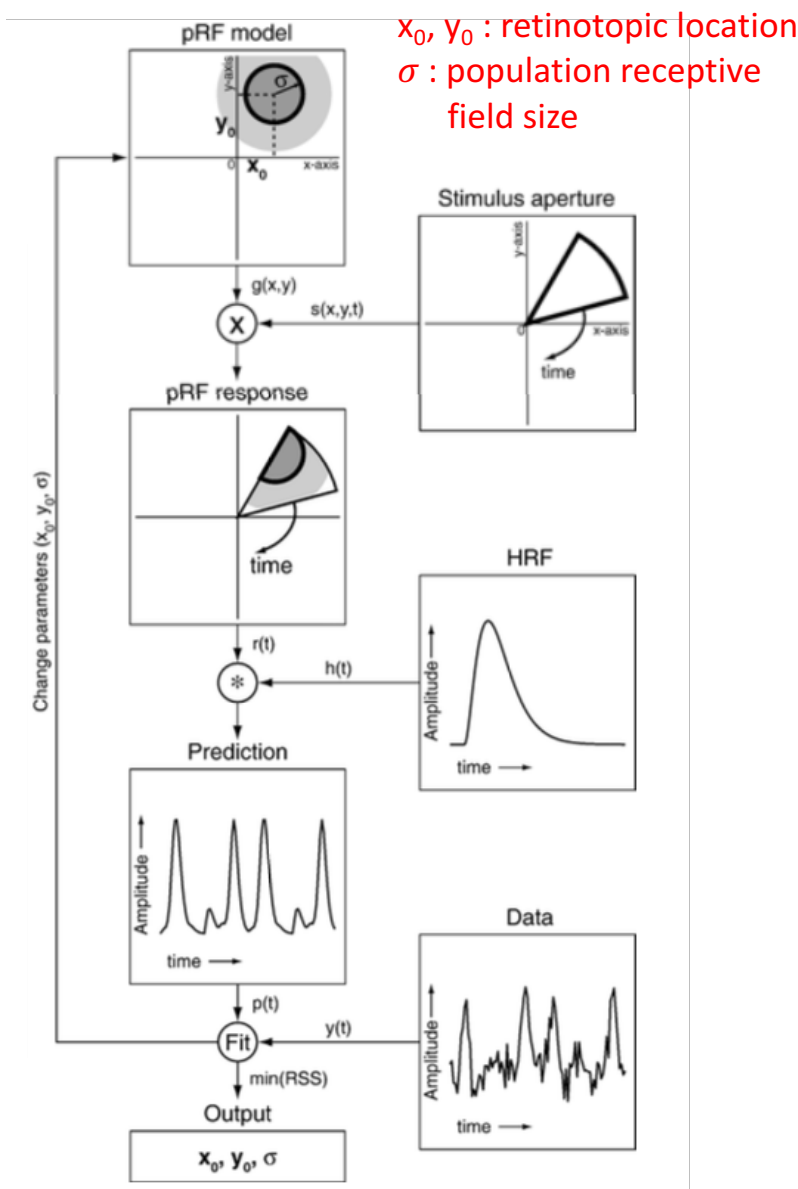 x₀, y₀ : retinotopic location
σ : population receptive
field size
pRF model
y-axis
σ
y₀
0
x₀
x-axis
g(x,y)
Stimulus aperture
y-axis
0
x-axis
time
X
s(x,y,t)
pRF response
time
Change parameters (x₀, y₀, σ)
r(t)
*
h(t)
HRF
Amplitude
time
Prediction
Amplitude
time
p(t)
Data
Amplitude
time
Fit
y(t)
min(RSS)
Output
x₀, y₀, σ